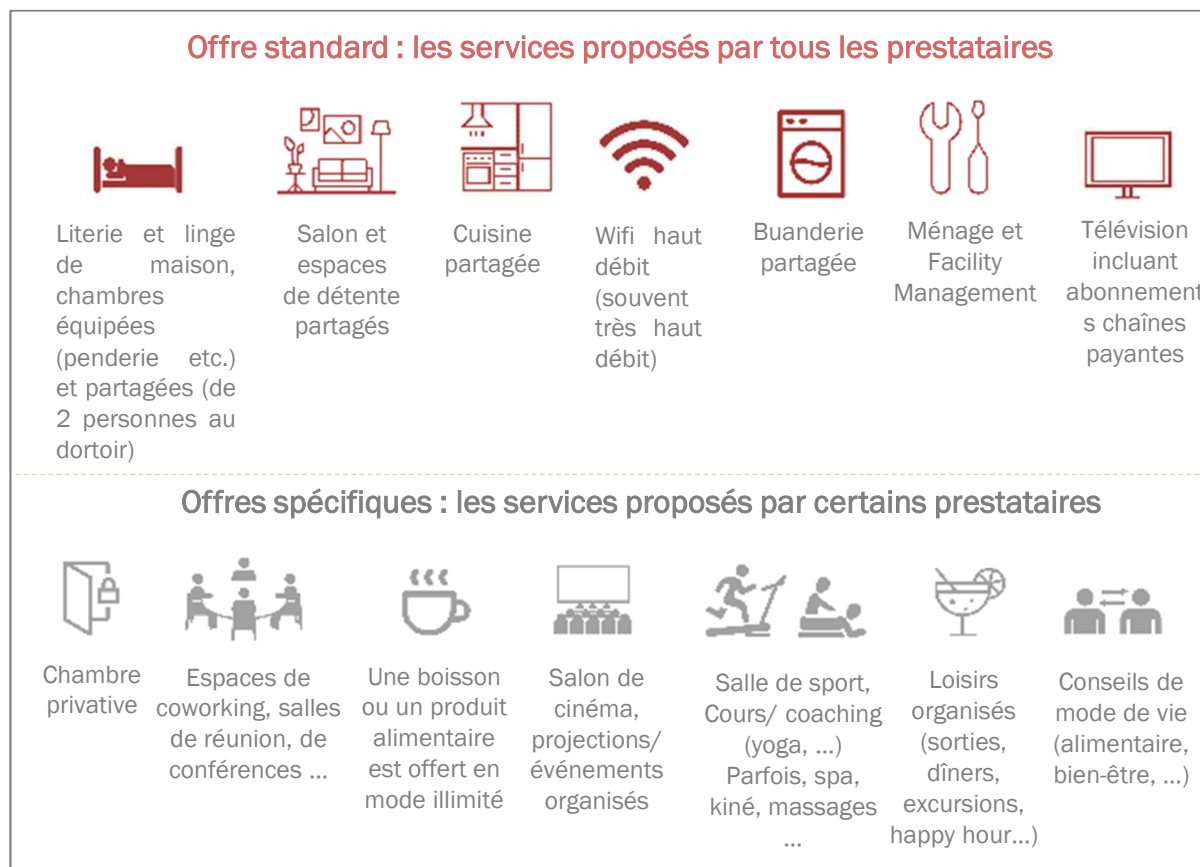 Offre standard : les services proposés par tous les prestataires
Literie et linge
de maison,
chambres
équipées
(penderie etc.)
et partagées (de
2 personnes au
dortoir)
Salon et
espaces
de détente
partagés
Cuisine
partagée
Wifi haut
débit
(souvent
très haut
débit)
Buanderie
partagée
Ménage et
Facility
Management
Télévision
incluant
abonnement
s chaînes
payantes
Offres spécifiques : les services proposés par certains prestataires
Chambre
privative
Espaces de
coworking, salles
de réunion, de
conférences ...
Une boisson
ou un produit
alimentaire
est offert en
mode illimité
Salon de
cinéma,
projections/
événements
organisés
Salle de sport,
Cours/ coaching
(yoga, ...)
Parfois, spa,
kiné, massages
...
Loisirs
organisés
(sorties,
dîners,
excursions,
happy hour...)
Conseils de
mode de vie
(alimentaire,
bien-être, ...)